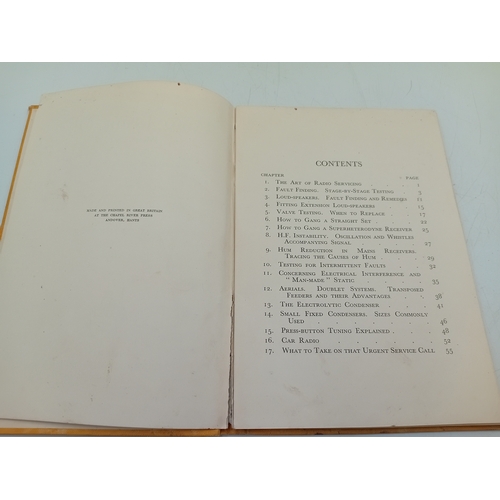 MADE AND PRINTED IN GREAT BRITAIN
AT THE CHAPEL RIVER PRESS
ANDOVER, HANTS
CONTENTS
CHAPTER PAGE
1. The Art of Radio Servicing . . . 1
2. Fault Finding. Stage-by-Stage Testing . 3
3. Loud-speakers. Fault Finding and Remedies 11
4. Fitting Extension Loud-speakers . . 15
5. Valve Testing. When to Replace . . 17
6. How to Gang a Straight Set . . . 22
7. How to Gang a Superheterodyne Receiver 25
8. H.F. Instability. Oscillation and Whistles
Accompanying Signal . . . . 27
9. Hum Reduction in Mains Receivers.
Tracing the Causes of Hum . . . 29
10. Testing for Intermittent Faults . . 32
11. Concerning Electrical Interference and
" Man-made " Static . . . . 35
12. Aerials. Doublet Systems. Transposed
Feeders and their Advantages . . 38
13. The Electrolytic Condenser . . . 41
14. Small Fixed Condensers. Sizes Commonly
Used . . . . . . 46
15. Press-button Tuning Explained . . . 48
16. Car Radio . . . . . . 52
17. What to Take on that Urgent Service Call 55